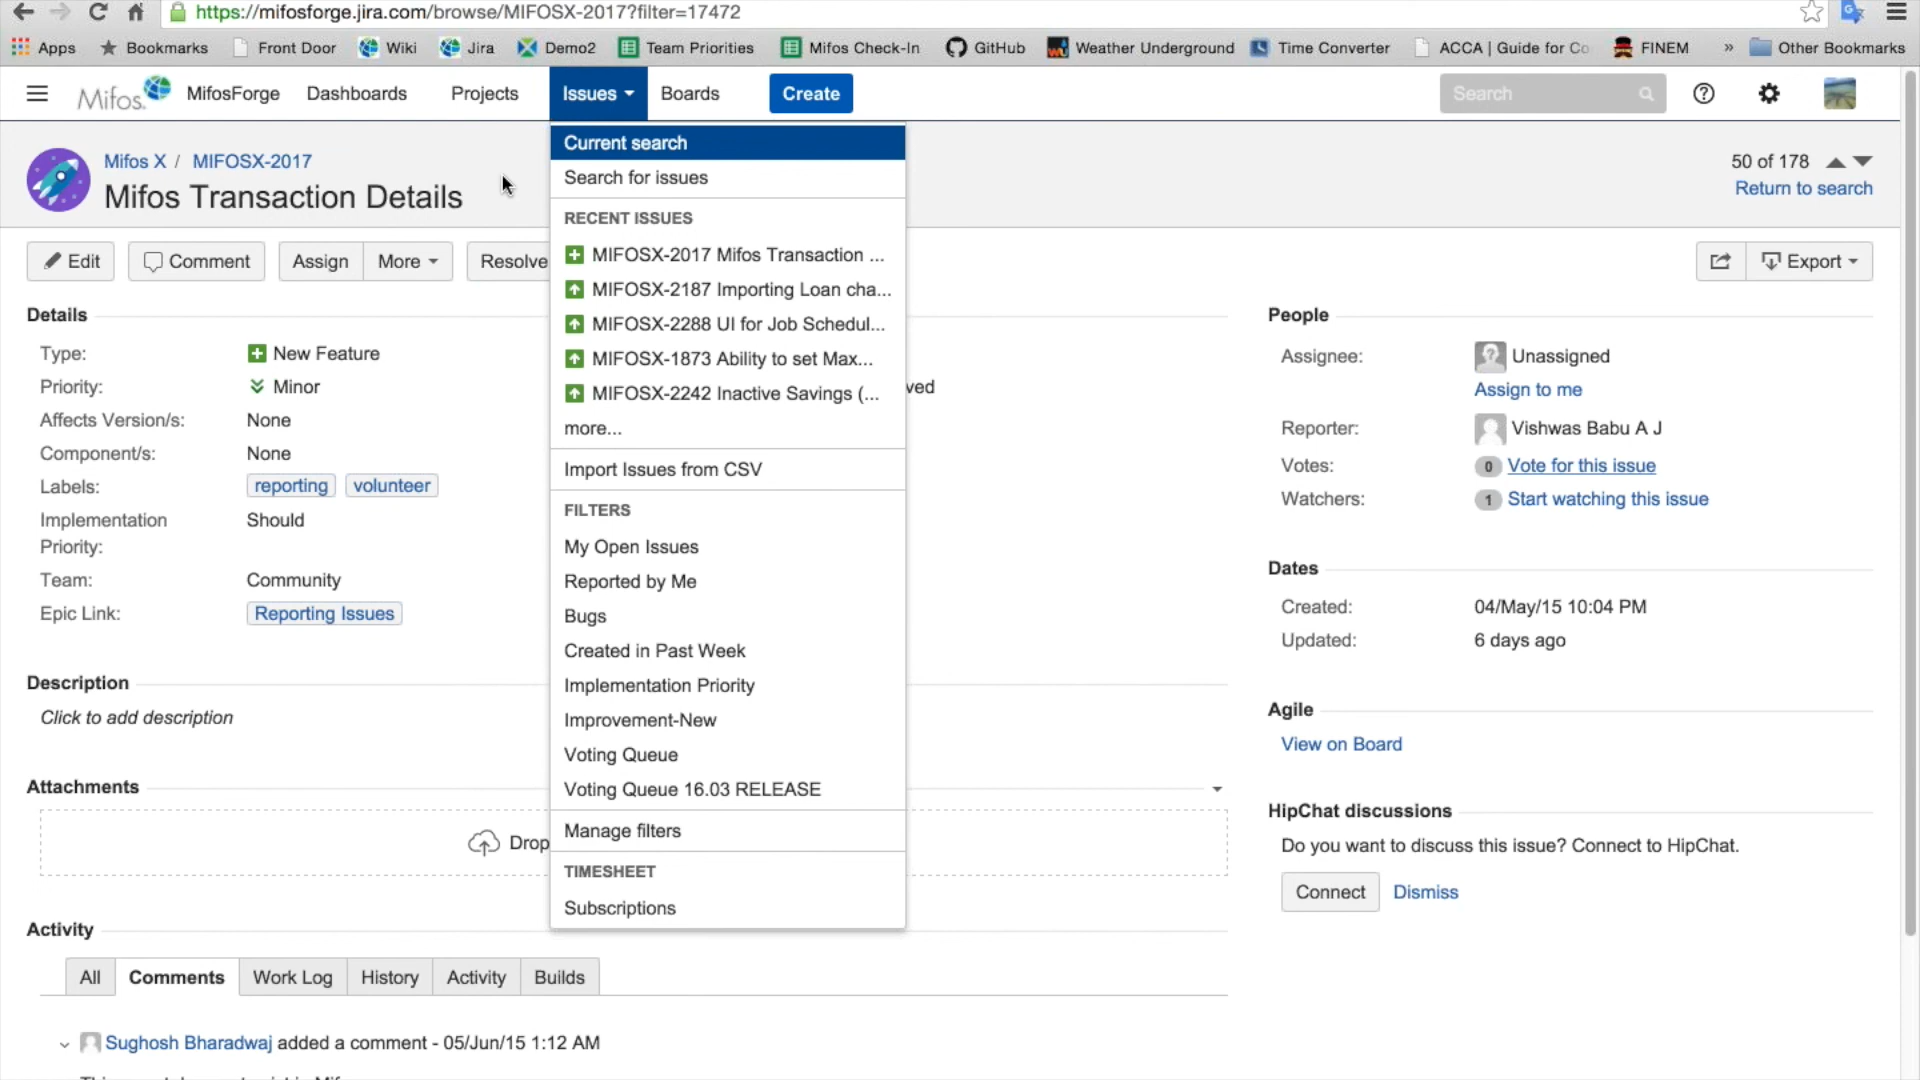 https://mifosforge.jira.com/browse/MIFOSX-2017?filter=17472
Apps Bookmarks Front Door Wiki Jira Demo2 Team Priorities Mifos Check-In GitHub Weather Underground Time Converter ACCA | Guide for Co FINEM » Other Bookmarks
Mifos MifosForge Dashboards Projects Issues Boards Create Search
Current search
Search for issues
RECENT ISSUES
MIFOSX-2017 Mifos Transaction ...
MIFOSX-2187 Importing Loan cha...
MIFOSX-2288 UI for Job Schedul...
MIFOSX-1873 Ability to set Max...
MIFOSX-2242 Inactive Savings (...
more...
Import Issues from CSV
FILTERS
My Open Issues
Reported by Me
Bugs
Created in Past Week
Implementation Priority
Improvement-New
Voting Queue
Voting Queue 16.03 RELEASE
Manage filters
TIMESHEET
Subscriptions
Mifos X / MIFOSX-2017
Mifos Transaction Details
50 of 178
Return to search
Edit Comment Assign More Resolve
Export
Details
Type: New Feature
Priority: Minor
ved
Affects Version/s: None
Component/s: None
Labels: reporting volunteer
Implementation Priority: Should
Team: Community
Epic Link: Reporting Issues
Description
Click to add description
Attachments
Drop
Activity
All Comments Work Log History Activity Builds
Sughosh Bharadwaj added a comment - 05/Jun/15 1:12 AM
People
Assignee: Unassigned
Assign to me
Reporter: Vishwas Babu A J
Votes: 0 Vote for this issue
Watchers: 1 Start watching this issue
Dates
Created: 04/May/15 10:04 PM
Updated: 6 days ago
Agile
View on Board
HipChat discussions
Do you want to discuss this issue? Connect to HipChat.
Connect Dismiss